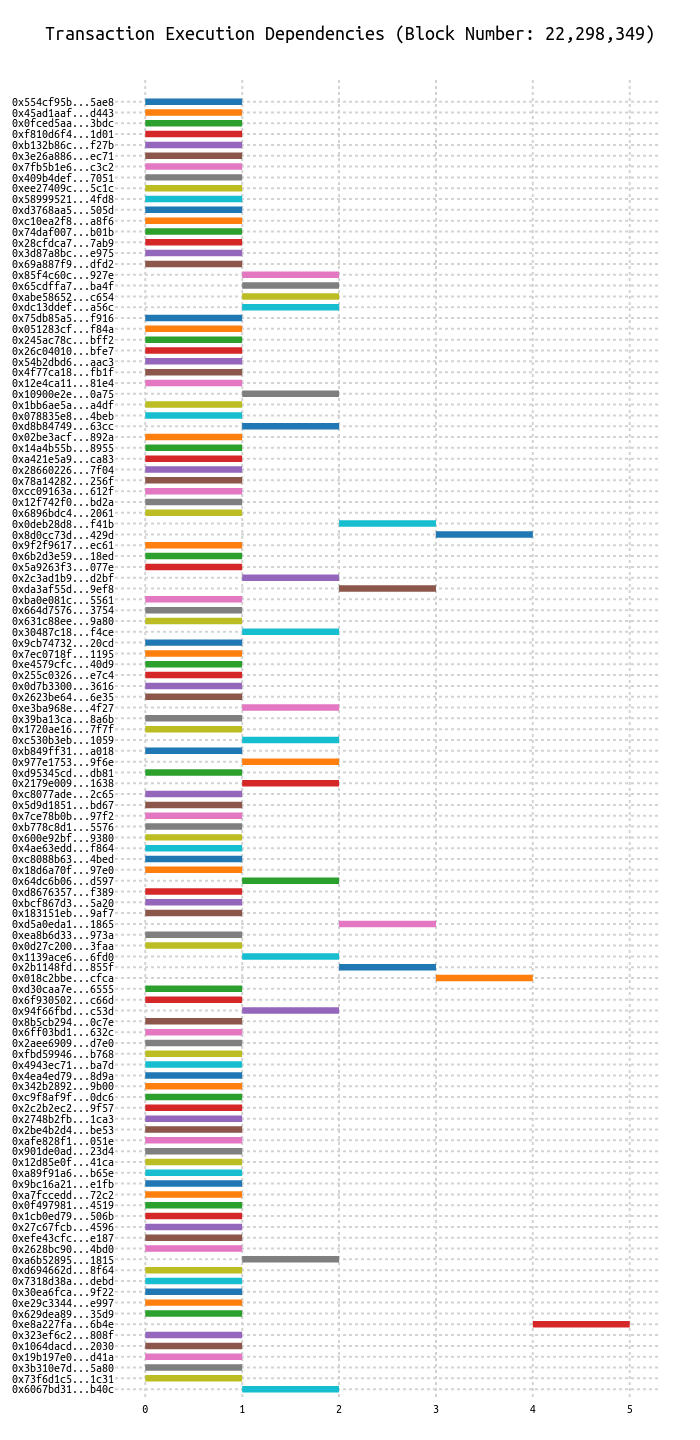 Transaction Execution Dependencies (Block Number: 22,298,349)
0x554cf95b...5ae8
0x45ad1aaf...d443
0x0fced5aa...3bdc
0xf810d6f4...1d01
0xb132b86c...f27b
0x3e26a886...ec71
0x7fb5b1e6...c3c2
0x409b4def...7051
0xee27409c...5c1c
0x58999521...4fd8
0xd3768aa5...505d
0xc10ea2f8...a8f6
0x74daf007...b01b
0x28cfdca7...7ab9
0x3d87a8bc...e975
0x69a887f9...dfd2
0x85f4c60c...927e
0x65cdffa7...ba4f
0xabe58652...c654
0xdc13ddef...a56c
0x75db85a5...f916
0x051283cf...f84a
0x245ac78c...bff2
0x26c04010...bfe7
0x54b2dbd6...aac3
0x4f77ca18...fb1f
0x12e4ca11...81e4
0x10900e2e...0a75
0x1bb6ae5a...a4df
0x078835e8...4beb
0xd8b84749...63cc
0x02be3acf...892a
0x14a4b55b...8955
0xa421e5a9...ca83
0x28660226...7f04
0x78a14282...256f
0xcc09163a...612f
0x12f742f0...bd2a
0x6896bdc4...2061
0x0deb28d8...f41b
0x8d0cc73d...429d
0x9f2f9617...ec61
0x6b2d3e59...18ed
0x5a9263f3...077e
0x2c3ad1b9...d2bf
0xda3af55d...9ef8
0xba0e081c...5561
0x664d7576...3754
0x631c88ee...9a80
0x30487c18...f4ce
0x9cb74732...20cd
0x7ec0718f...1195
0xe4579cfc...40d9
0x255c0326...e7c4
0x0d7b3300...3616
0x2623be64...6e35
0xe3ba968e...4f27
0x39ba13ca...8a6b
0x1720ae16...7f7f
0xc530b3eb...1059
0xb849ff31...a018
0x977e1753...9f6e
0xd95345cd...db81
0x2179e009...1638
0xc8077ade...2c65
0x5d9d1851...bd67
0x7ce78b0b...97f2
0xb778c8d1...5576
0x600e92bf...9380
0x4ae63edd...f864
0xc8088b63...4bed
0x18d6a70f...97e0
0x64dc6b06...d597
0xd8676357...f389
0xbcf867d3...5a20
0x183151eb...9af7
0xd5a0eda1...1865
0xea8b6d33...973a
0x0d27c200...3faa
0x1139ace6...6fd0
0x2b1148fd...855f
0x018c2bbe...cfca
0xd30caa7e...6555
0x6f930502...c66d
0x94f66fbd...c53d
0x8b5cb294...0c7e
0x6ff03bd1...632c
0x2aee6909...d7e0
0xfbd59946...b768
0x4943ec71...ba7d
0x4ea4ed79...8d9a
0x342b2892...9b00
0xc9f8af9f...0dc6
0x2c2b2ec2...9f57
0x2748b2fb...1ca3
0x2be4b2d4...be53
0xafe828f1...051e
0x901de0ad...23d4
0x12d85e0f...41ca
0xa89f91a6...b65e
0x9bc16a21...e1fb
0xa7fccedd...72c2
0x0f497981...4519
0x1cb0ed79...506b
0x27c67fcb...4596
0xefe43cfc...e187
0x2628bc90...4bd0
0xa6b52895...1815
0xd694662d...8f64
0x7318d38a...debd
0x30ea6fca...9f22
0xe29c3344...e997
0x629dea89...35d9
0xe8a227fa...6b4e
0x323ef6c2...808f
0x1064dacd...2030
0x19b197e0...d41a
0x3b310e7d...5a80
0x73f6d1c5...1c31
0x6067bd31...b40c
0 1 2 3 4 5